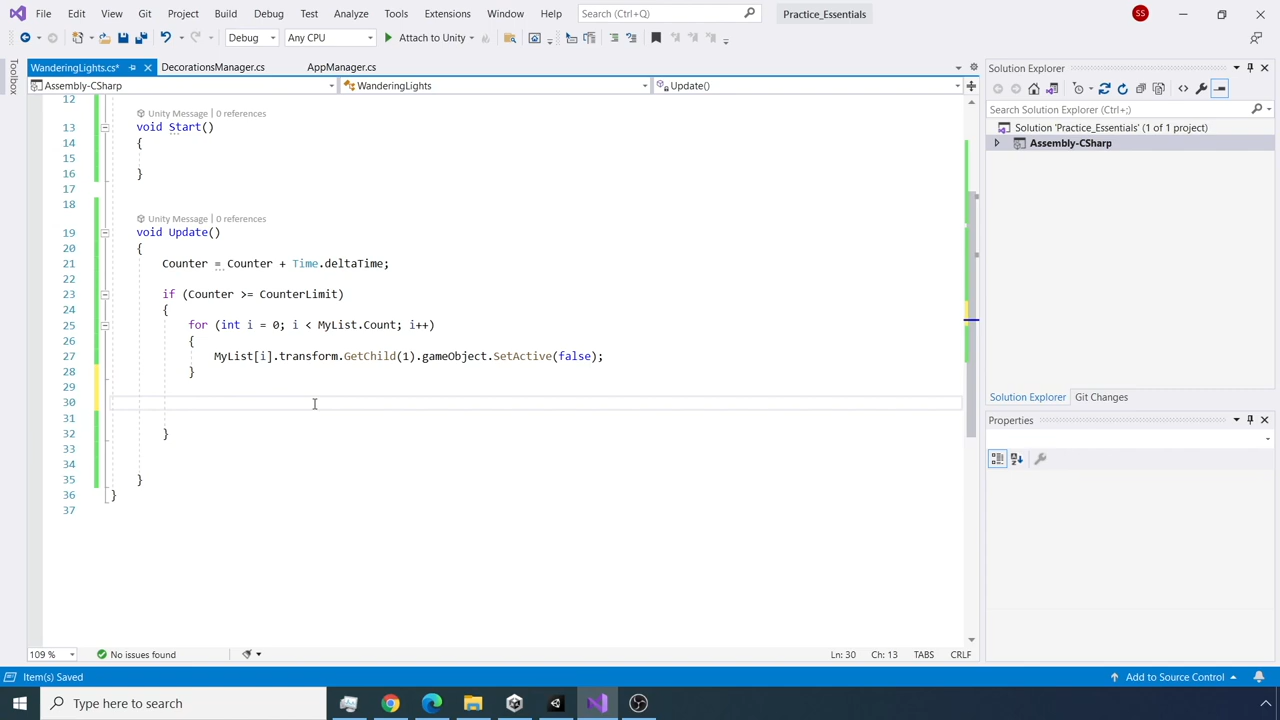 File Edit View Git Project Build Debug Test Analyze Tools Extensions Window Help Search (Ctrl+Q) Practice_Essentials SS
Debug Any CPU Attach to Unity
Toolbox
WanderingLights.cs* DecorationsManager.cs AppManager.cs
Assembly-CSharp WanderingLights Update()
12
Unity Message | 0 references
13 void Start()
14 {
15
16 }
17
18
Unity Message | 0 references
19 void Update()
20 {
21 Counter = Counter + Time.deltaTime;
22
23 if (Counter >= CounterLimit)
24 {
25 for (int i = 0; i < MyList.Count; i++)
26 {
27 MyList[i].transform.GetChild(1).gameObject.SetActive(false);
28 }
29
30
31
32 }
33
34
35 }
36 }
37
109 % No issues found Ln: 30 Ch: 13 TABS CRLF
Solution Explorer
Search Solution Explorer (Ctrl+;)
Solution 'Practice_Essentials' (1 of 1 project)
Assembly-CSharp
Solution Explorer Git Changes
Properties
Item(s) Saved Add to Source Control
Type here to search